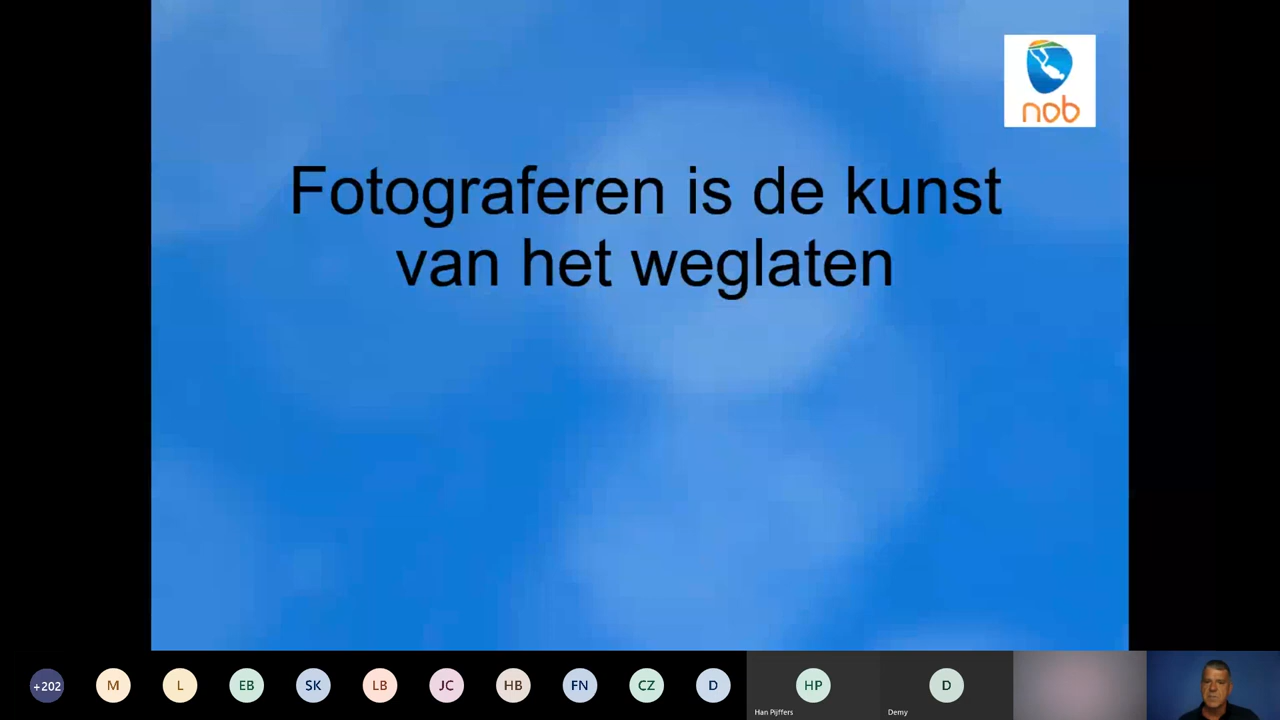 nob
Fotograferen is de kunst
van het weglaten
+202
M
L
EB
SK
LB
JC
HB
FN
CZ
D
HP
D
Han Pijffers
Demy